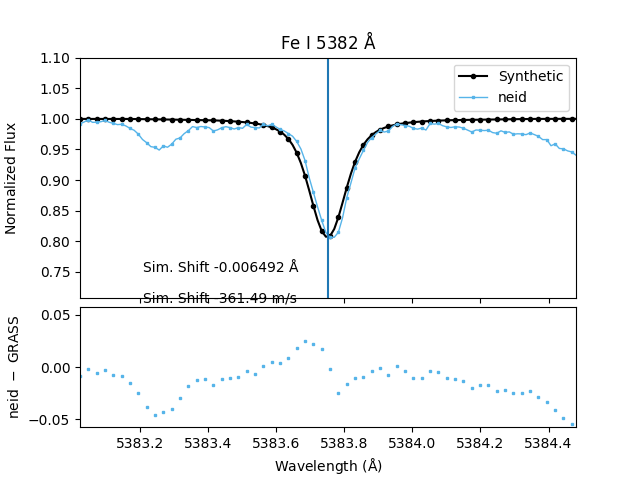 Fe I 5382 Å
1.10
1.05
1.00
0.95
0.90
0.85
0.80
0.75
Normalized Flux
Synthetic
neid
Sim. Shift -0.006492 Å
Sim. Shift -361.49 m/s
0.05
0.00
−0.05
neid − GRASS
5383.2 5383.4 5383.6 5383.8 5384.0 5384.2 5384.4
Wavelength (Å)